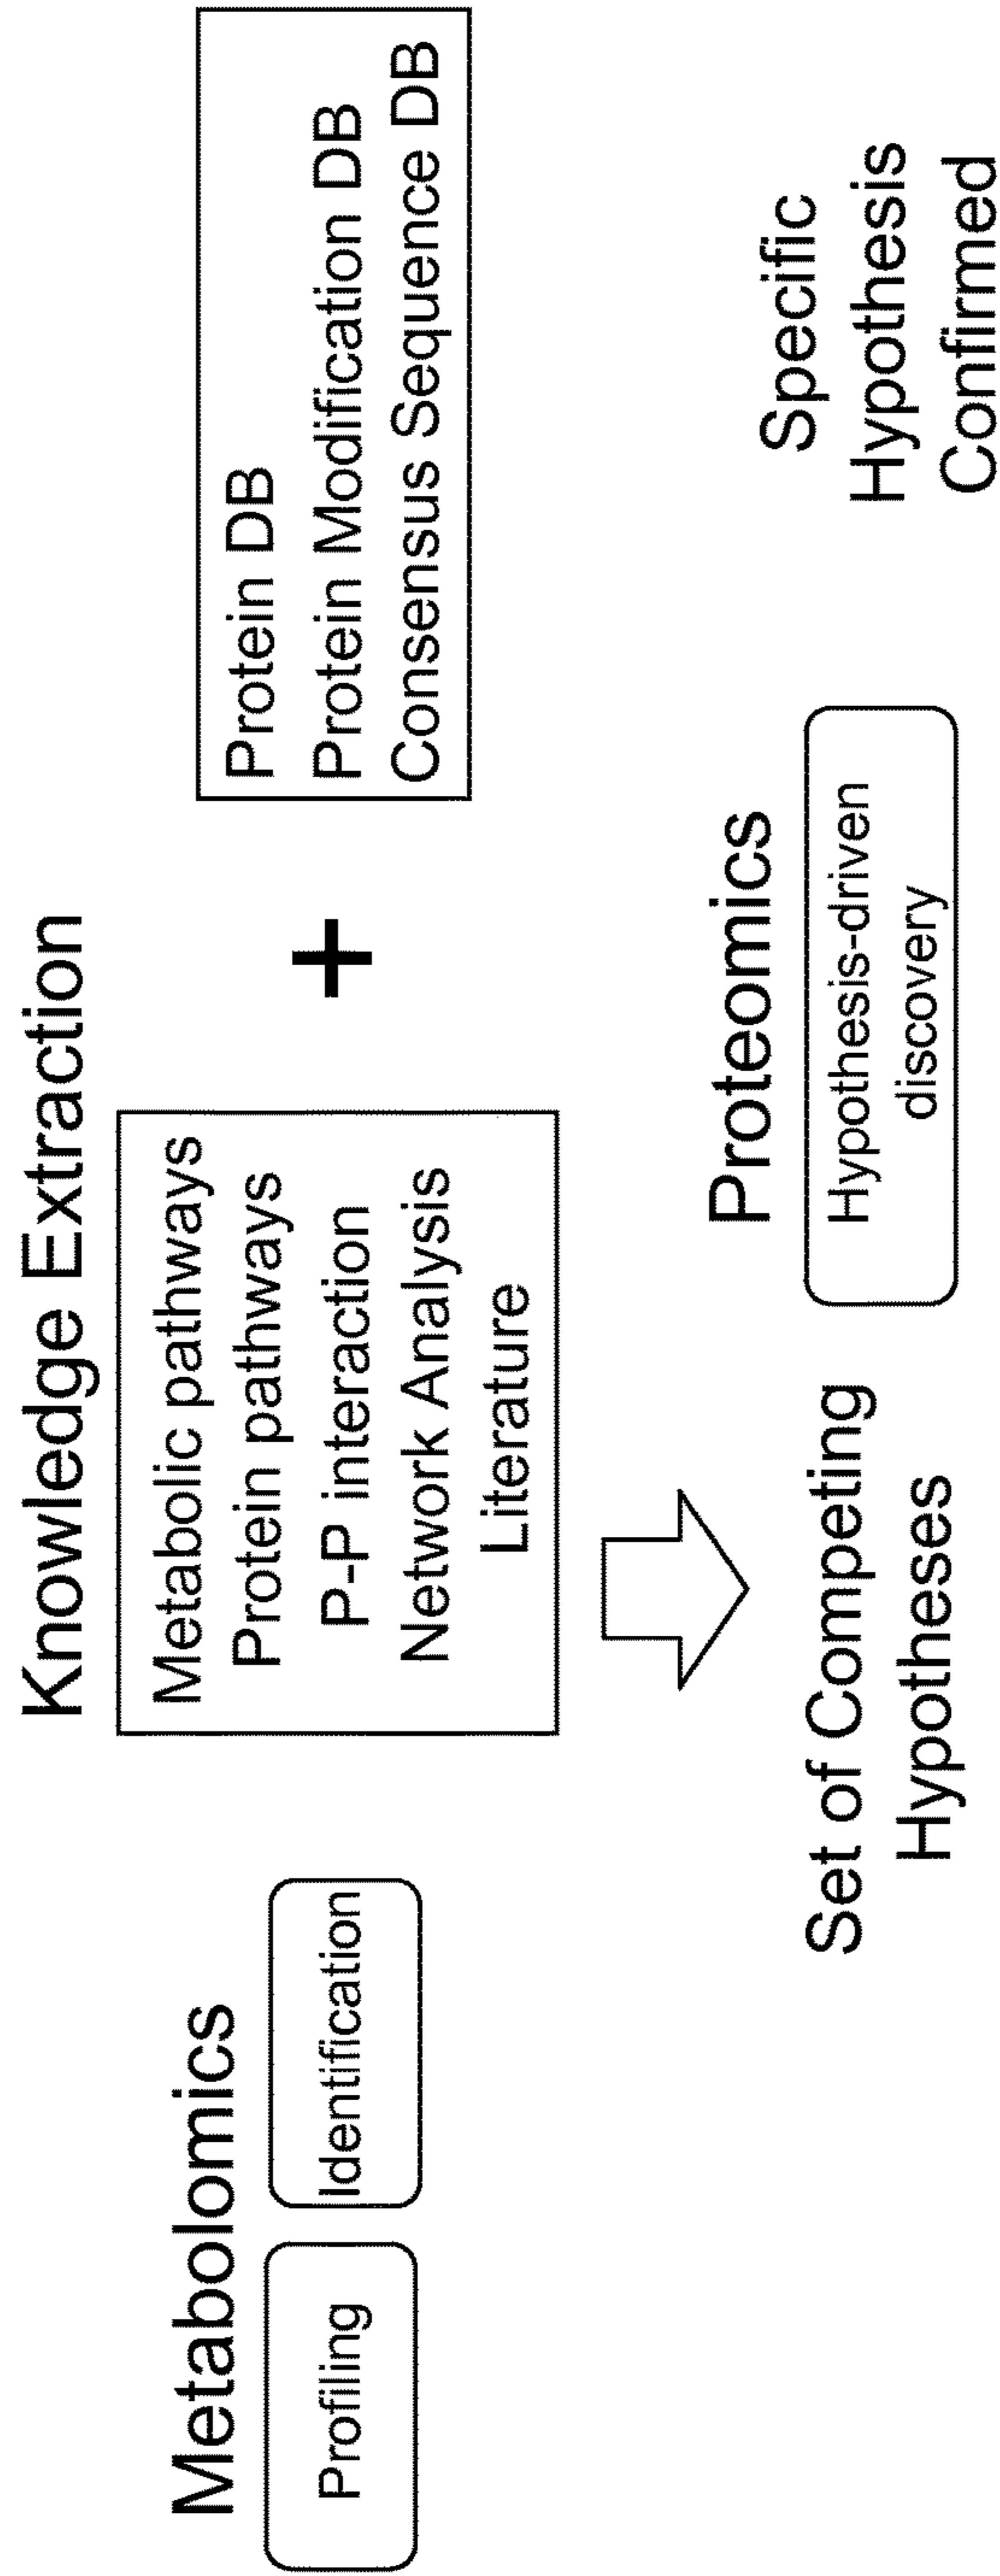 Metabolomics
Profiling
Identification
Knowledge Extraction
Metabolic pathways
Protein pathways
P-P interaction
Network Analysis
Literature
+
Protein DB
Protein Modification DB
Consensus Sequence DB
Set of Competing
Hypotheses
Proteomics
Hypothesis-driven
discovery
Specific
Hypothesis
Confirmed